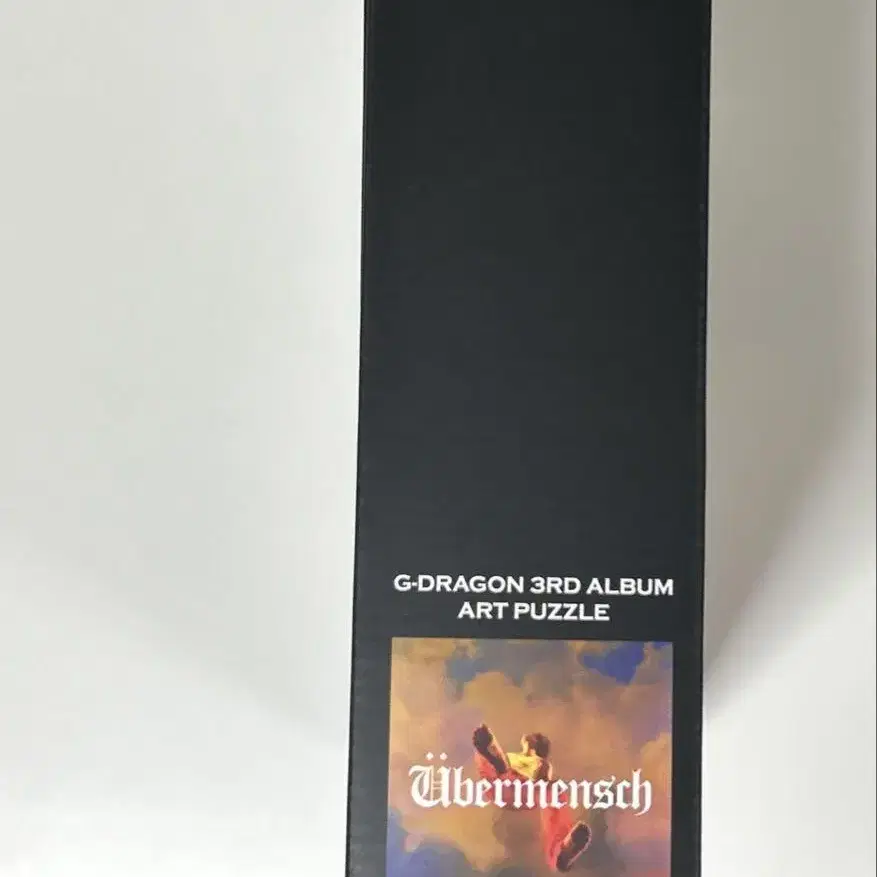 G-DRAGON 3RD ALBUM
ART PUZZLE
Übermensch